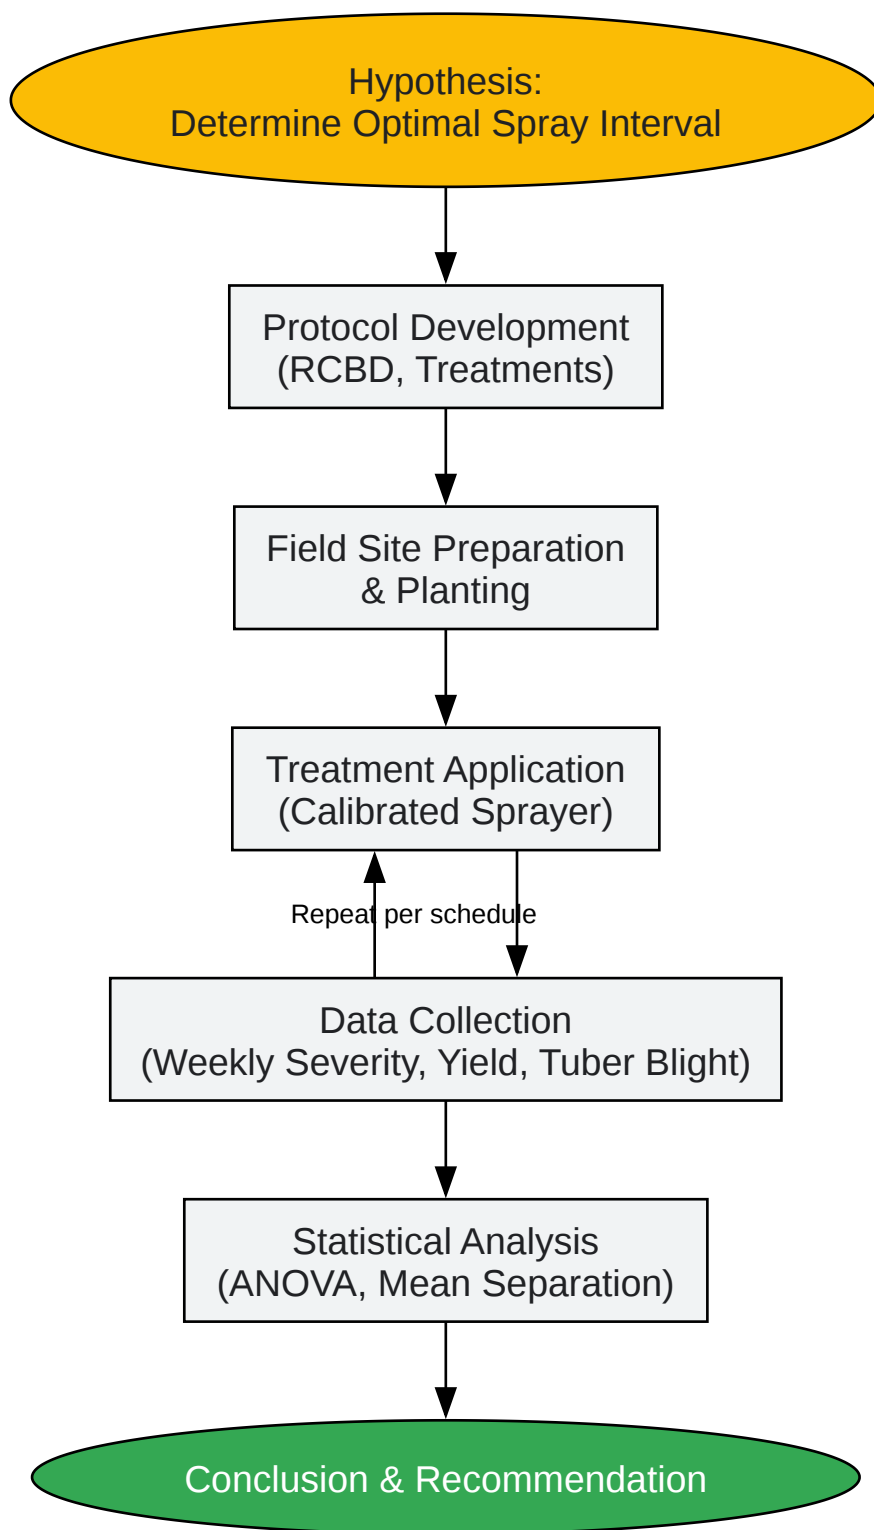 Hypothesis:
Determine Optimal Spray Interval
Protocol Development
(RCBD, Treatments)
Field Site Preparation
& Planting
Treatment Application
(Calibrated Sprayer)
Repeat per schedule
Data Collection
(Weekly Severity, Yield, Tuber Blight)
Statistical Analysis
(ANOVA, Mean Separation)
Conclusion & Recommendation